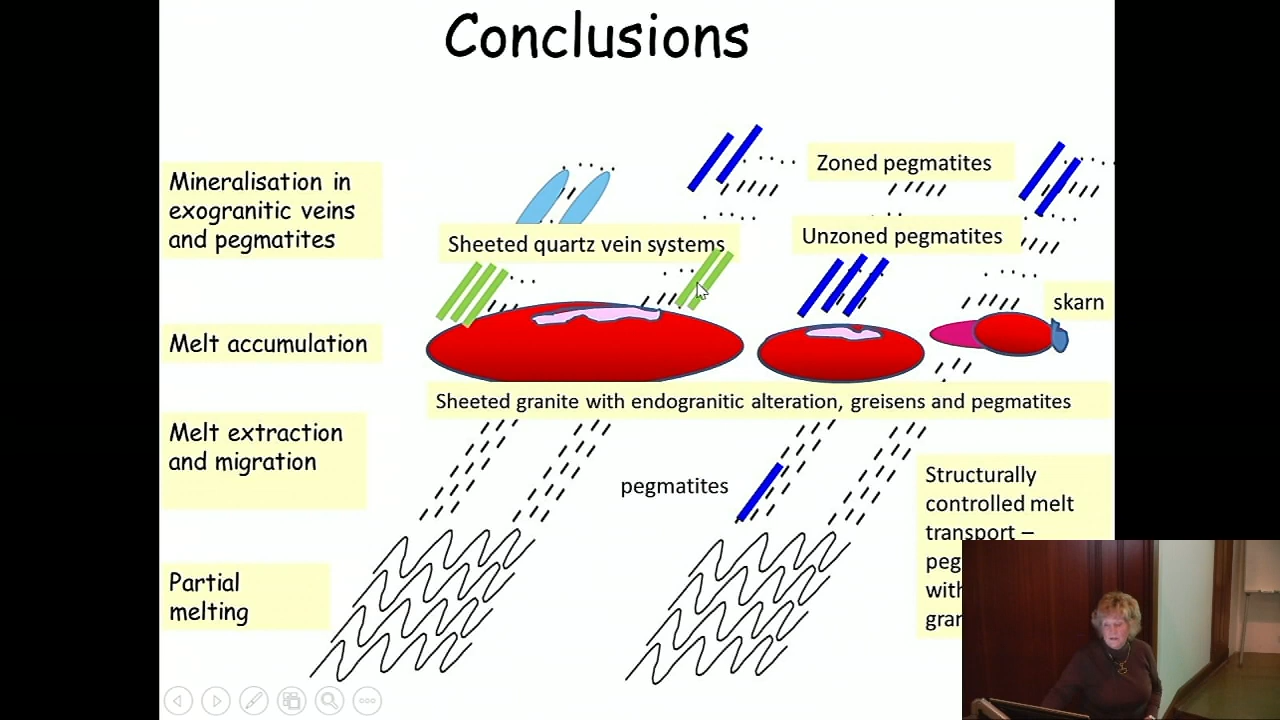 Conclusions
Mineralisation in
exogranitic veins
and pegmatites
Zoned pegmatites
Sheeted quartz vein systems
Unzoned pegmatites
skarn
Melt accumulation
Sheeted granite with endogranitic alteration, greisens and pegmatites
Melt extraction
and migration
pegmatites
Structurally
controlled melt
transport –
Partial
melting